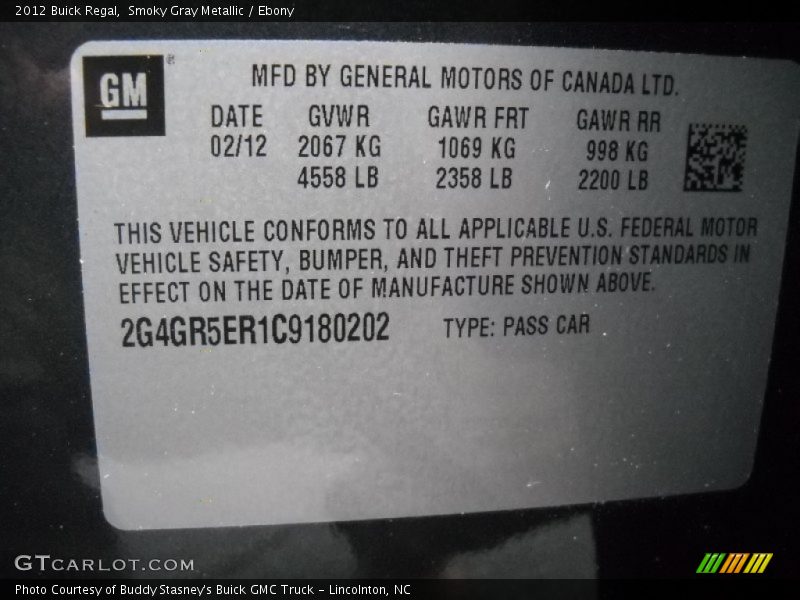 2012 Buick Regal,  Smoky Gray Metallic / Ebony
GM
®
MFD BY GENERAL MOTORS OF CANADA LTD.
DATE GVWR GAWR FRT GAWR RR
02/12 2067 KG 1069 KG 998 KG
4558 LB 2358 LB 2200 LB
THIS VEHICLE CONFORMS TO ALL APPLICABLE U.S. FEDERAL MOTOR
VEHICLE SAFETY, BUMPER, AND THEFT PREVENTION STANDARDS IN
EFFECT ON THE DATE OF MANUFACTURE SHOWN ABOVE.
2G4GR5ER1C9180202 TYPE: PASS CAR
GTCARLOT.COM
Photo Courtesy of Buddy Stasney's Buick GMC Truck - Lincolnton, NC